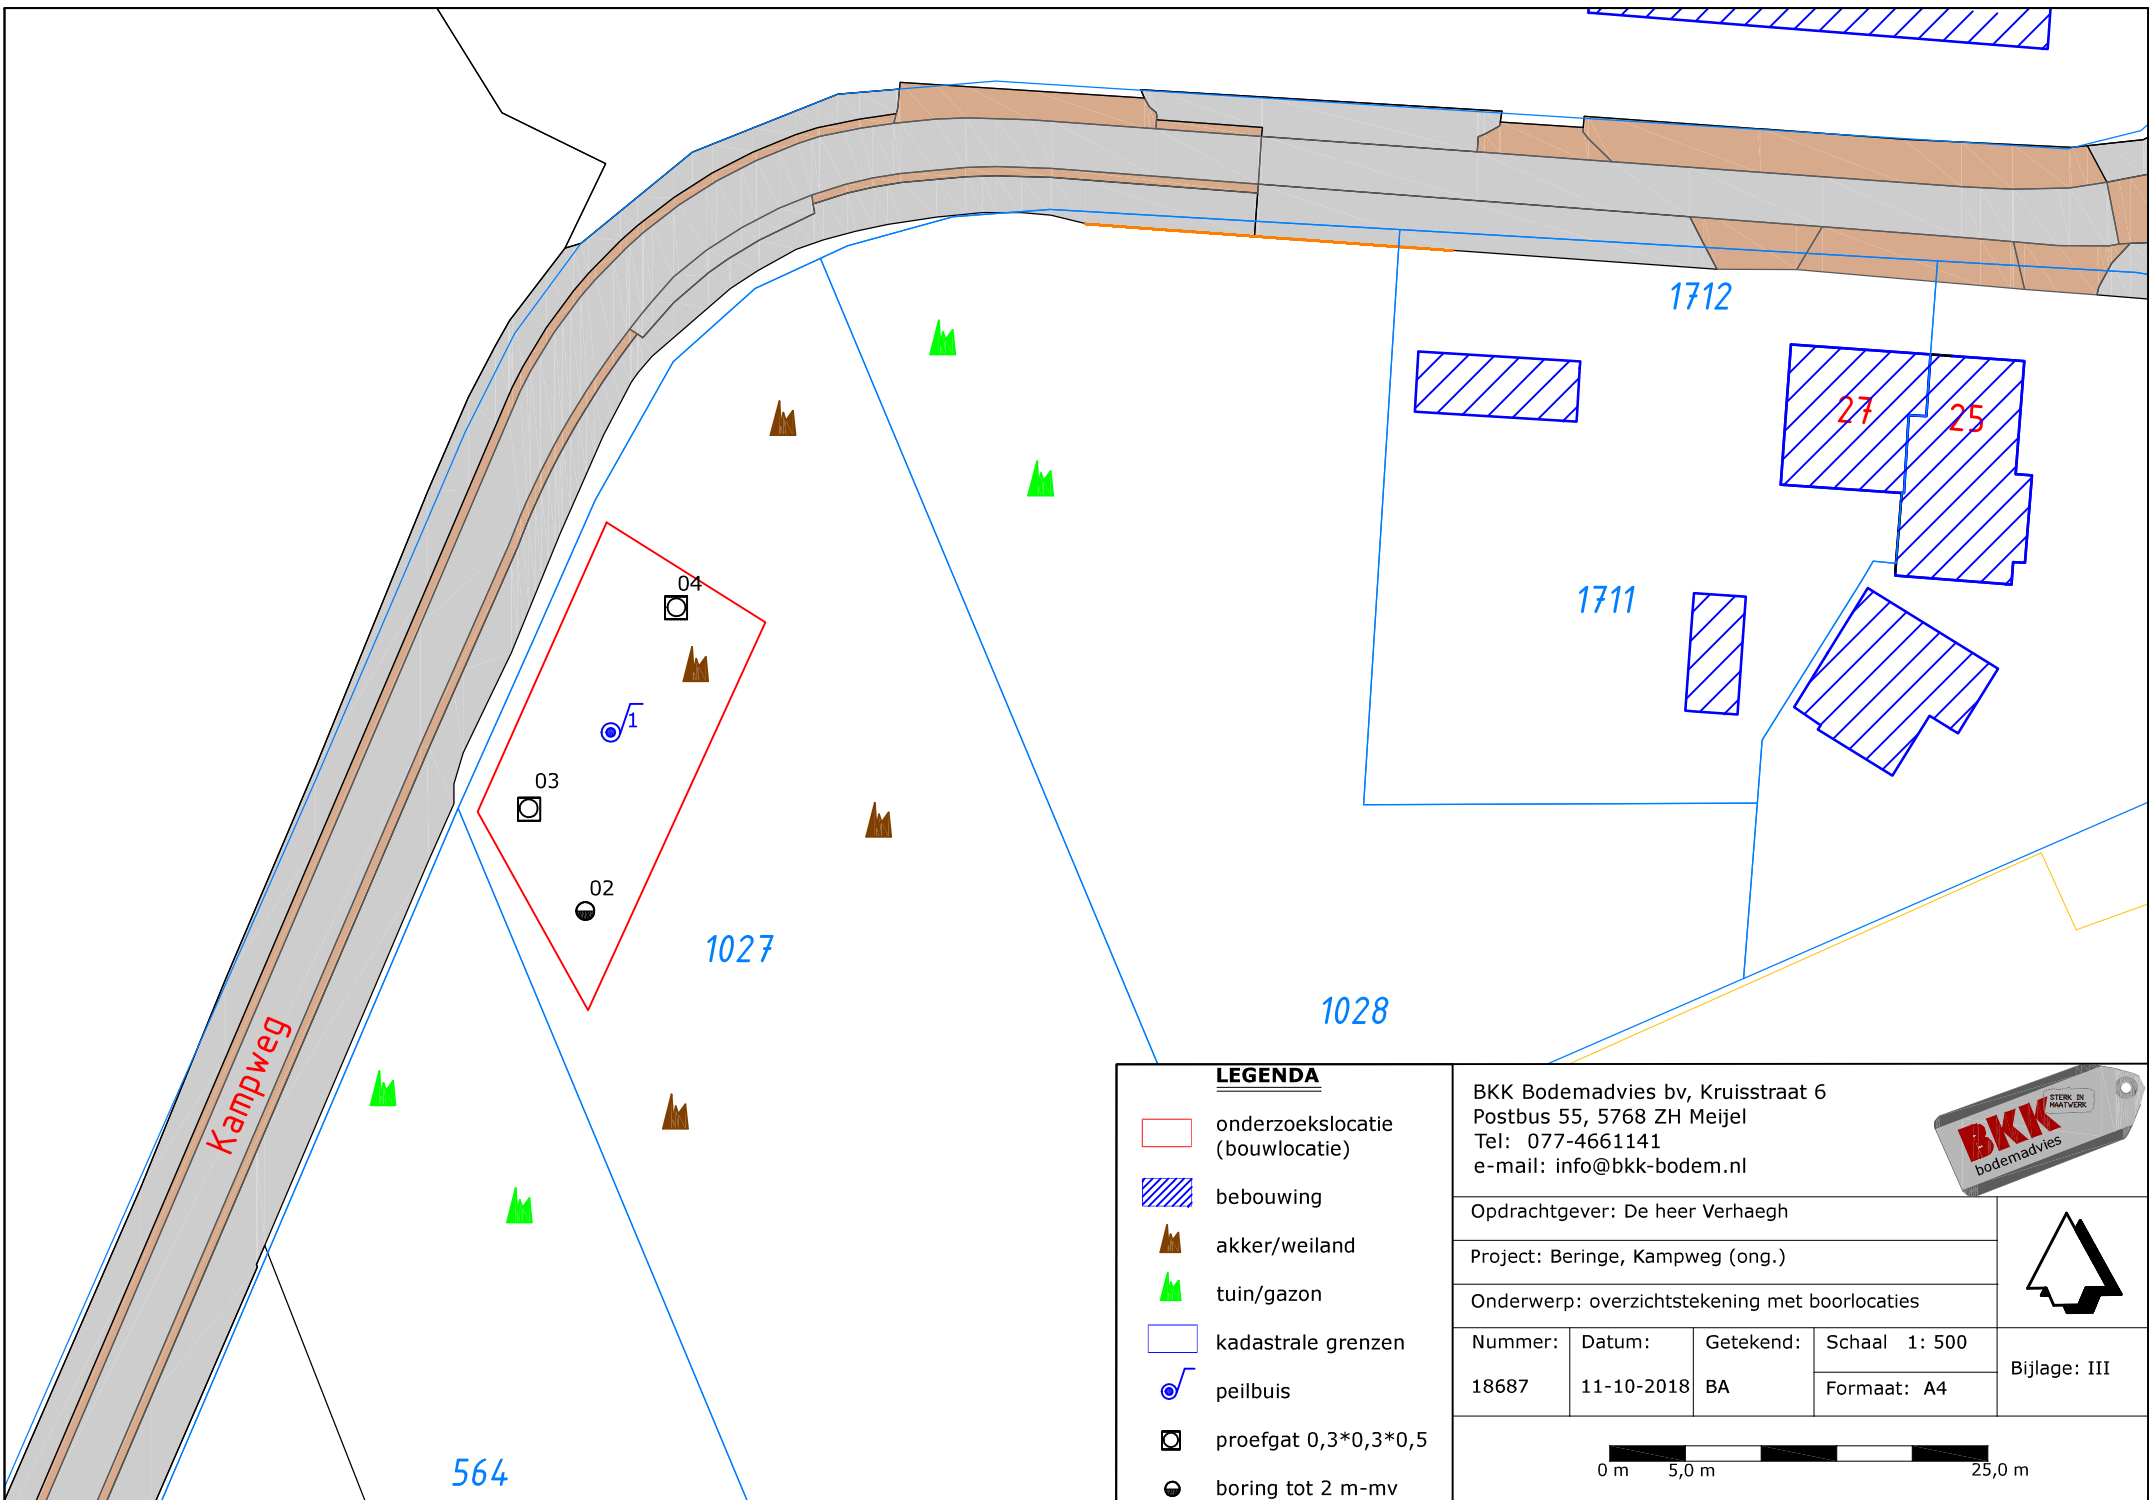 1712
27
25
1711
04
1
03
02
1027
1028
Kampweg
564
LEGENDA
onderzoekslocatie
(bouwlocatie)
bebouwing
akker/weiland
tuin/gazon
kadastrale grenzen
peilbuis
proefgat 0,3*0,3*0,5
boring tot 2 m-mv
BKK Bodemadvies bv, Kruisstraat 6
Postbus 55, 5768 ZH Meijel
Tel: 077-4661141
e-mail: info@bkk-bodem.nl
STERK IN
MAATWERK
BKK
bodemadvies
Opdrachtgever: De heer Verhaegh
Project: Beringe, Kampweg (ong.)
Onderwerp: overzichtstekening met boorlocaties
Nummer: Datum: Getekend: Schaal 1: 500
18687 11-10-2018 BA Formaat: A4
Bijlage: III
0 m 5,0 m 25,0 m